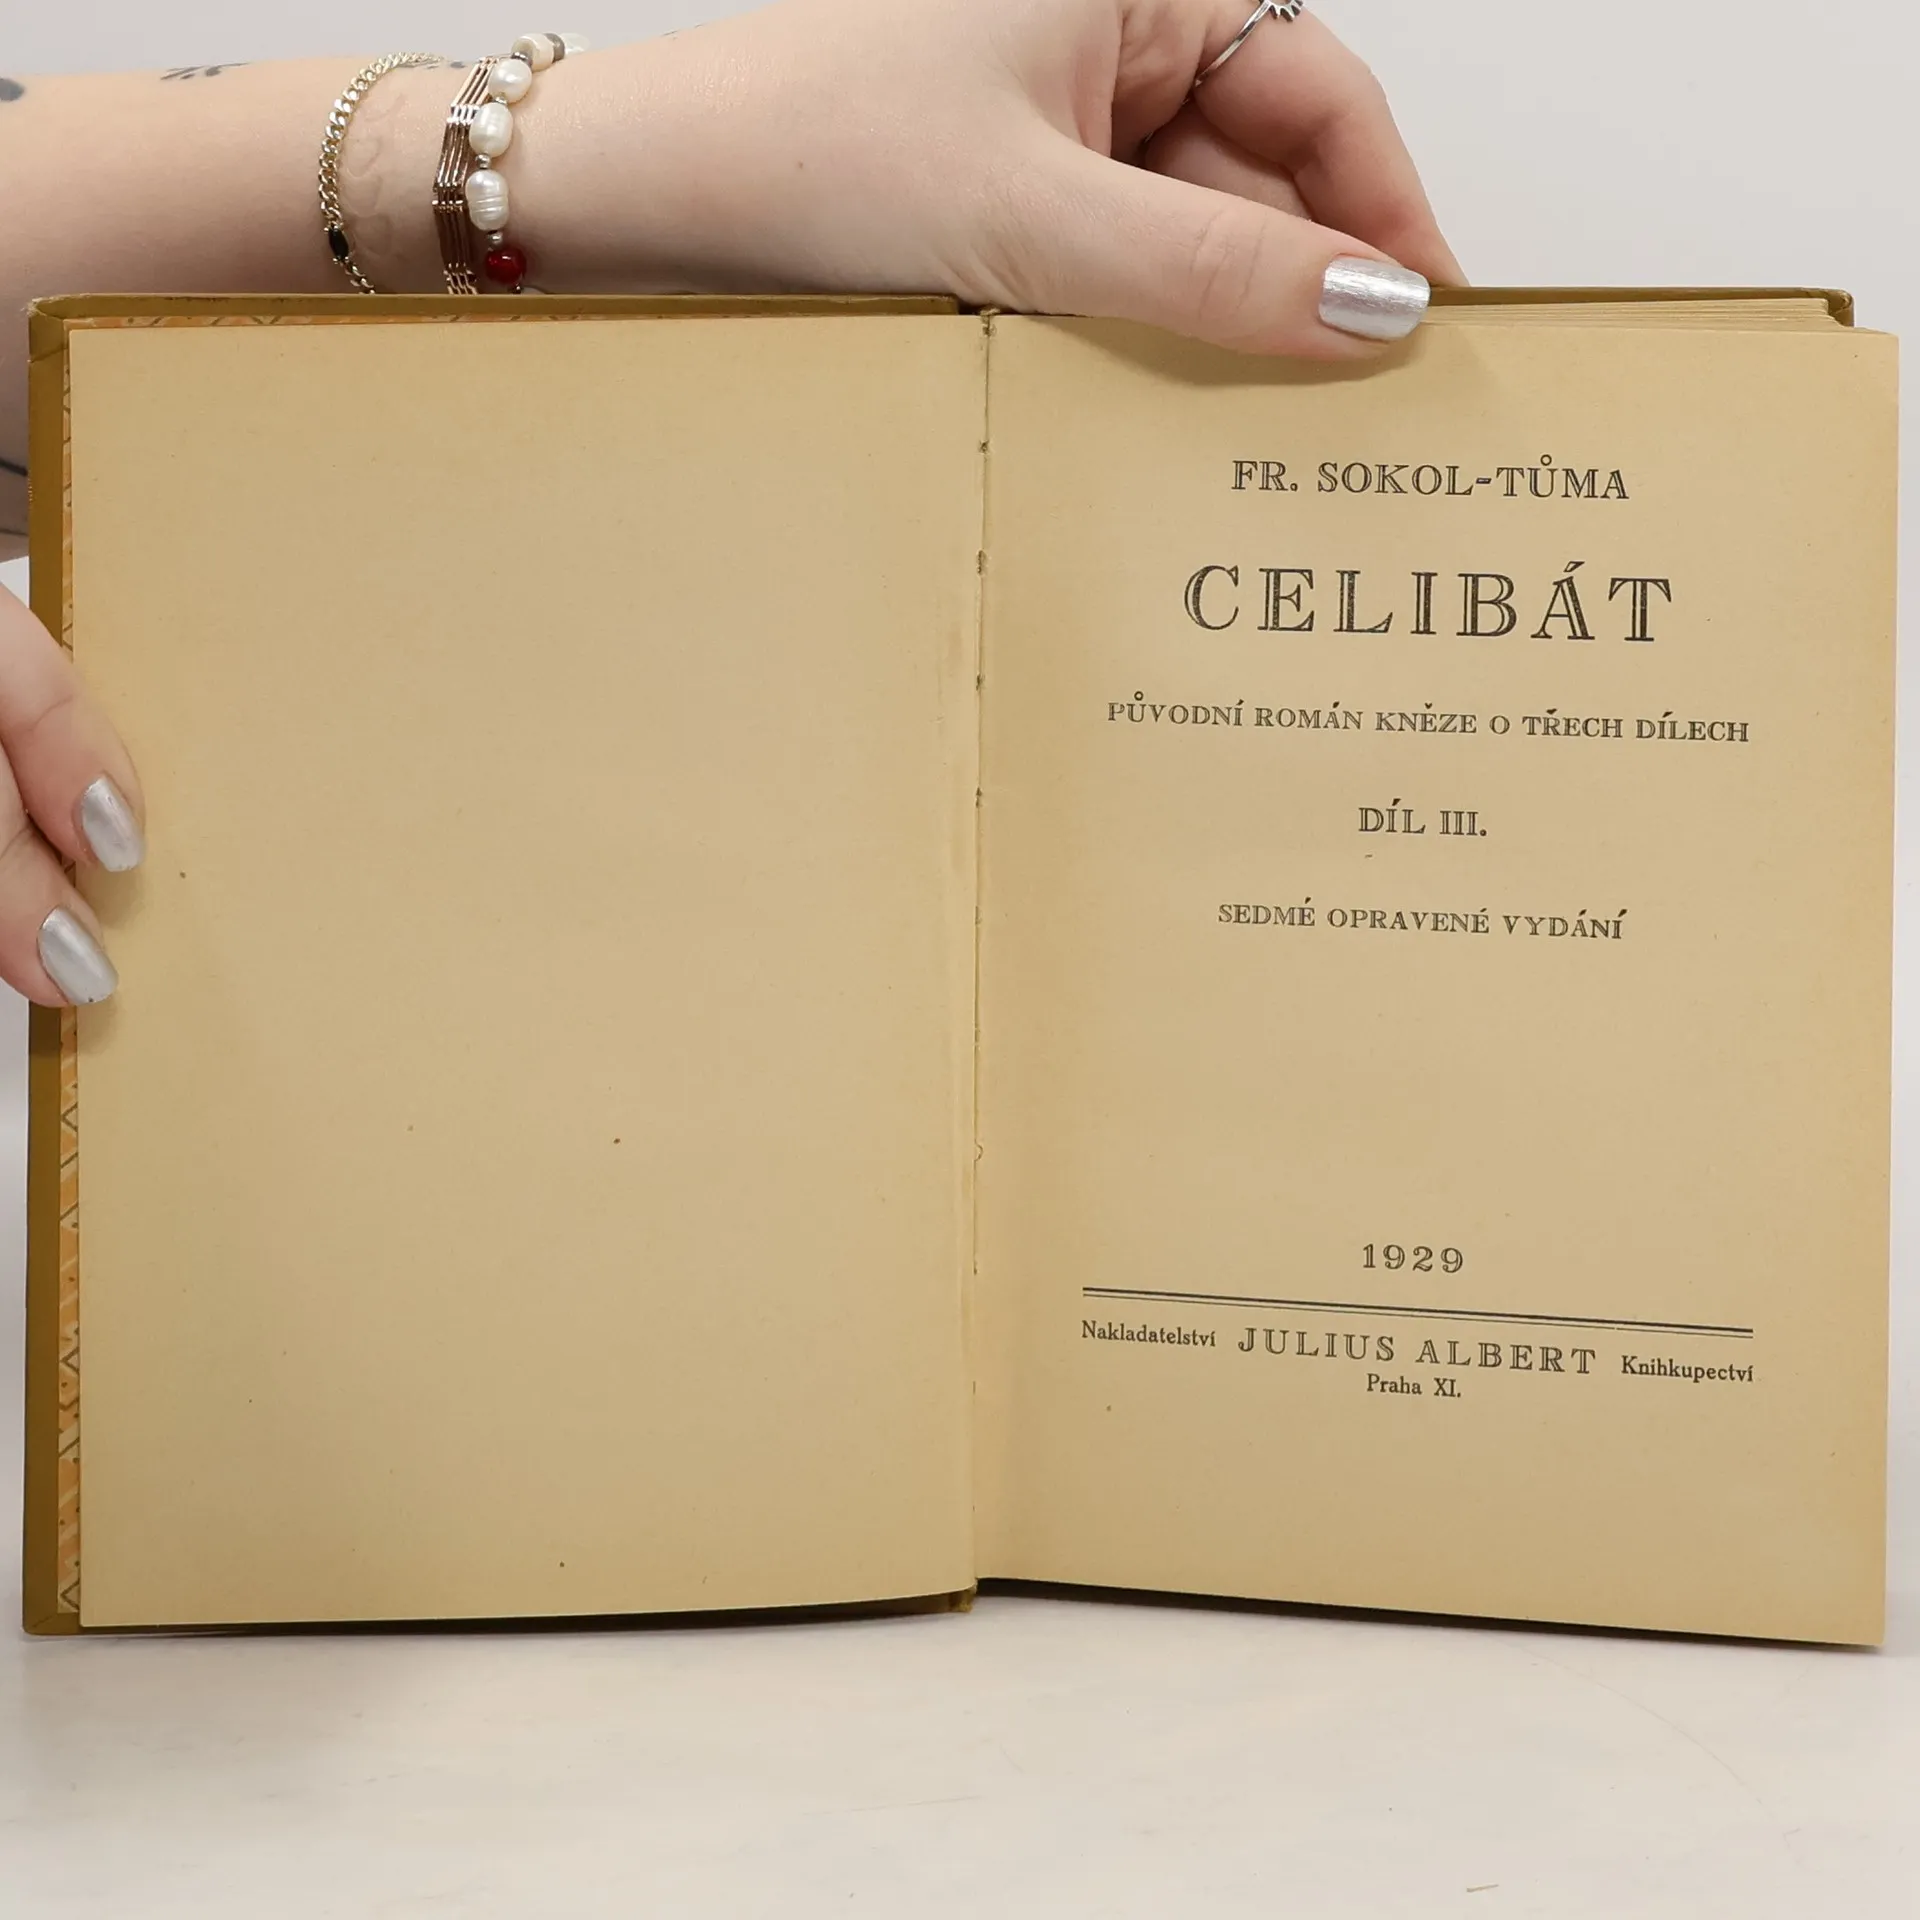 FR. SOKOL-TŮMA
CELIBÁT
PŮVODNÍ ROMÁN KNĚZE O TŘECH DÍLECH
DÍL III.
SEDMÉ OPRAVENÉ VYDÁNÍ
1929
Nakladatelství JULIUS ALBERT Knihkupectví
Praha XI.